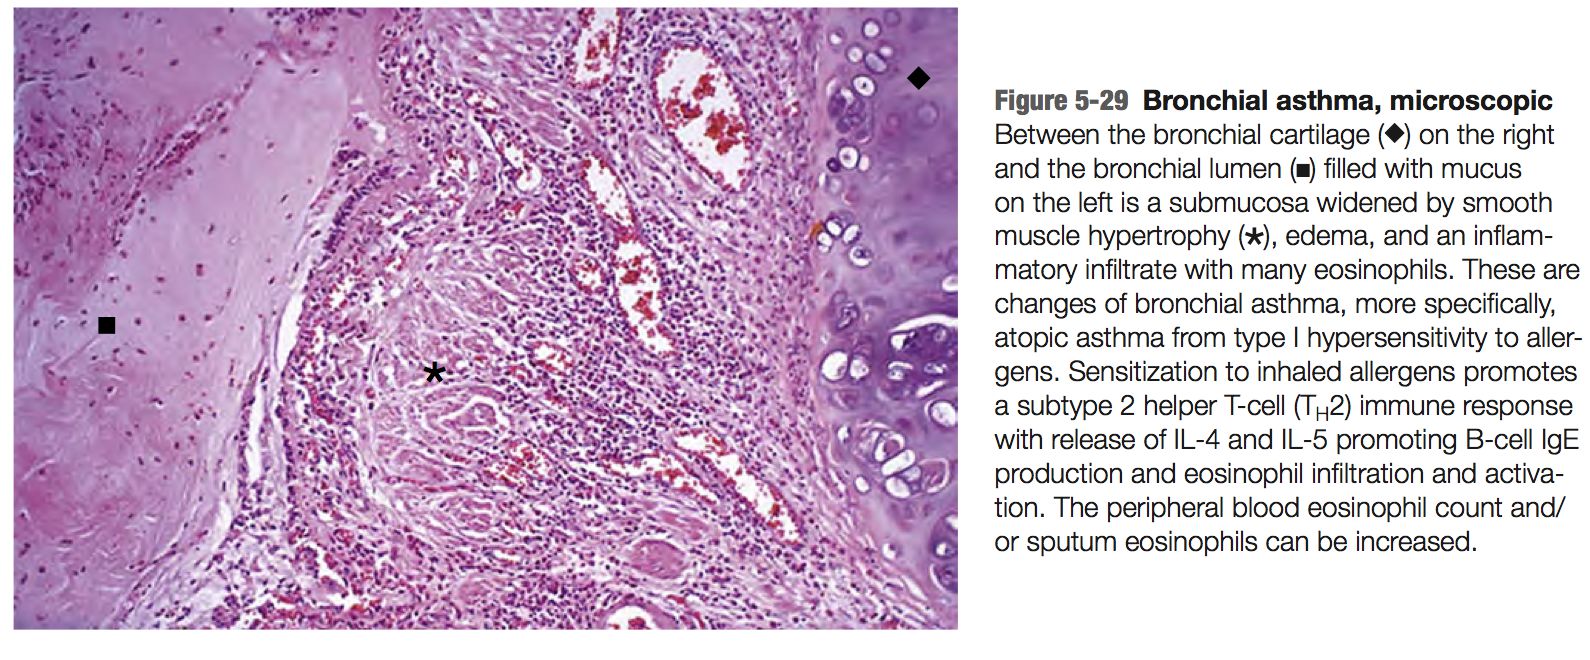 Figure 5-29 Bronchial asthma, microscopic
Between the bronchial cartilage (◆) on the right
and the bronchial lumen (■) filled with mucus
on the left is a submucosa widened by smooth
muscle hypertrophy (*), edema, and an inflam-
matory infiltrate with many eosinophils. These are
changes of bronchial asthma, more specifically,
atopic asthma from type I hypersensitivity to aller-
gens. Sensitization to inhaled allergens promotes
a subtype 2 helper T-cell (TH2) immune response
with release of IL-4 and IL-5 promoting B-cell IgE
production and eosinophil infiltration and activa-
tion. The peripheral blood eosinophil count and/
or sputum eosinophils can be increased.